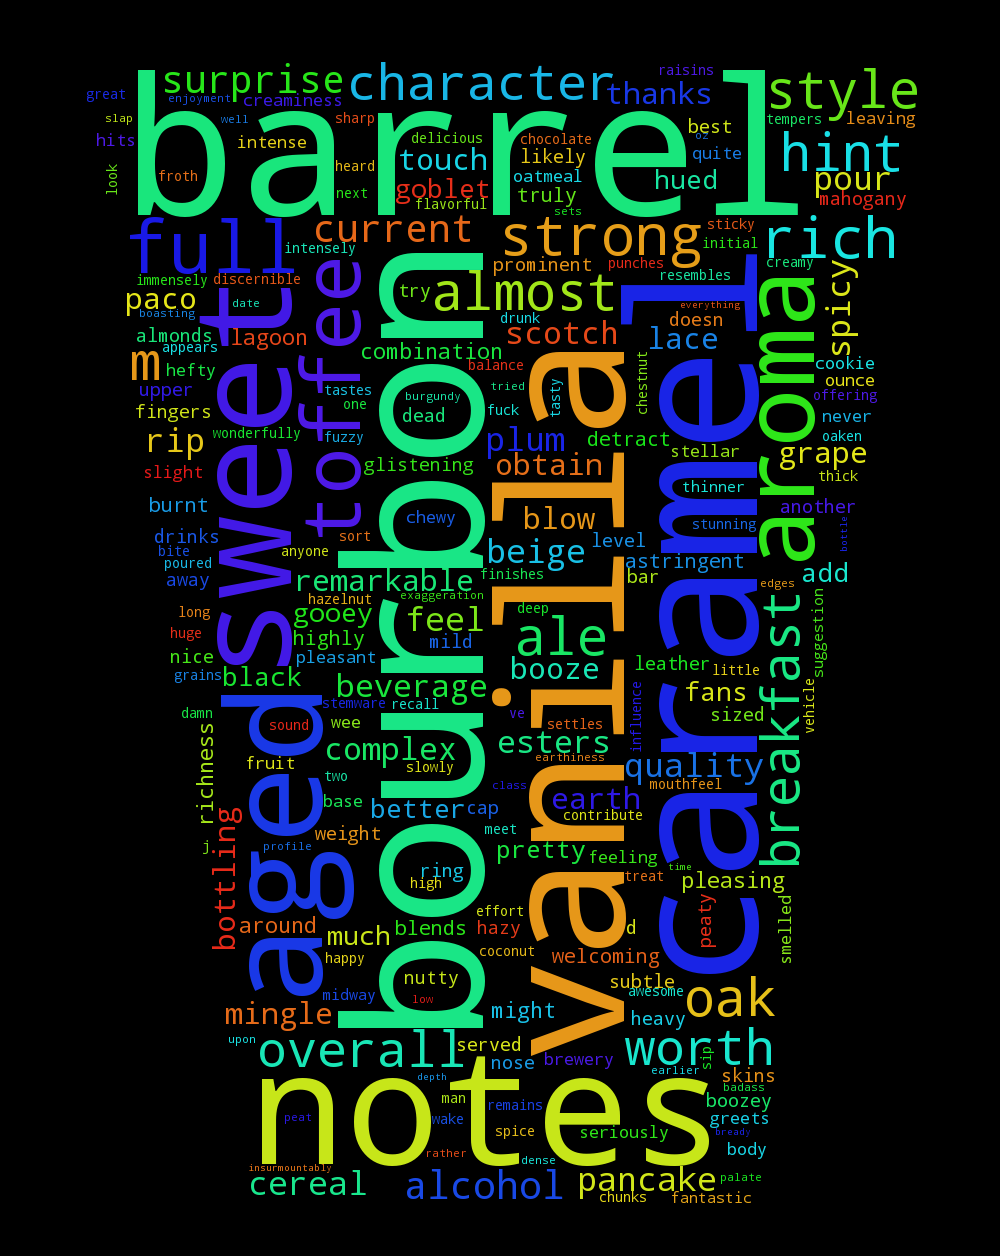 barrel
surprise
character
style
great
enjoyment
creaminess
raisins
thanks
slap
well
sharp
best
o2
tempers
leaving
hits
intense
delicious
chocolate
likely
quite
hint
look
froth
heard
touch
oatmeal
hued
pour
next
goblet
flavorful
truly
sets
mahogany
full
intensely
current
strong
sticky
initial
rich
immensely
discernible
prominent
punches
resembles
creamy
spicy
paco
boasting
date
try
almost
everything
drunk
doesn
almonds
appears
lagoon
scotch
lace
m
hefty
combination
balance
cookie
upper
tastes
tried
tasty
chestnut
ounce
offering
fingers
one
burgundy
dead
fuck
never
rip
wonderfully
fuzzy
plum
detract
oaken
stellar
grape
slight
glistening
obtain
thinner
thick
burnt
chewy
blow
stunning
another
drinks
sort
level
bottle
bite
poured
anyone
beige
astringent
away
remarkable
finishes
bar
add
edges
hazelnut
exaggeration
long
gooey
feel
deep
suggestion
huge
highly
mild
ale
nice
pleasant
booze
leather
little
grains
black
beverage
fans
sweet
toffee
bourbon
vanilla
caramel
aroma
breakfast
aged
stemware
recall
damn
sound
wee
ve
settles
influence
sized
vehicle
richness
fruit
complex
slowly
esters
earthiness
quality
two
base
class
mouthfeel
better
cap
earth
contribute
j
profile
weight
meet
bottling
pretty
feeling
time
ring
high
treat
pleasing
around
much
blends
effort
hazy
d
peaty
smelled
happy
coconut
welcoming
nutty
subtle
midway
low
awesome
oak
mingle
might
heavy
upon
overall
served
nose
brewery
worth
sip
earlier
skins
notes
depth
badass
peat
man
remains
boozey
wake
spice
seriously
greets
bready
rather
dense
body
insurmountably
cereal
alcohol
pancake
palate
chunks
fantastic